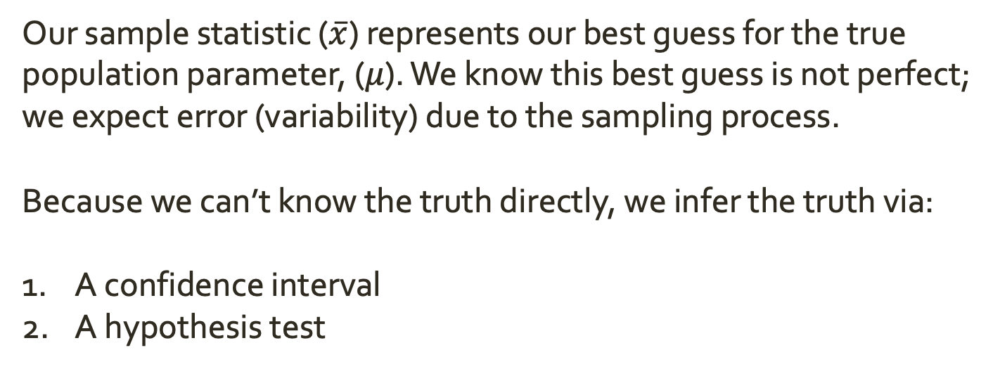 Our sample statistic (x̄) represents our best guess for the true
population parameter, (μ). We know this best guess is not perfect;
we expect error (variability) due to the sampling process.
Because we can’t know the truth directly, we infer the truth via:
1. A confidence interval
2. A hypothesis test